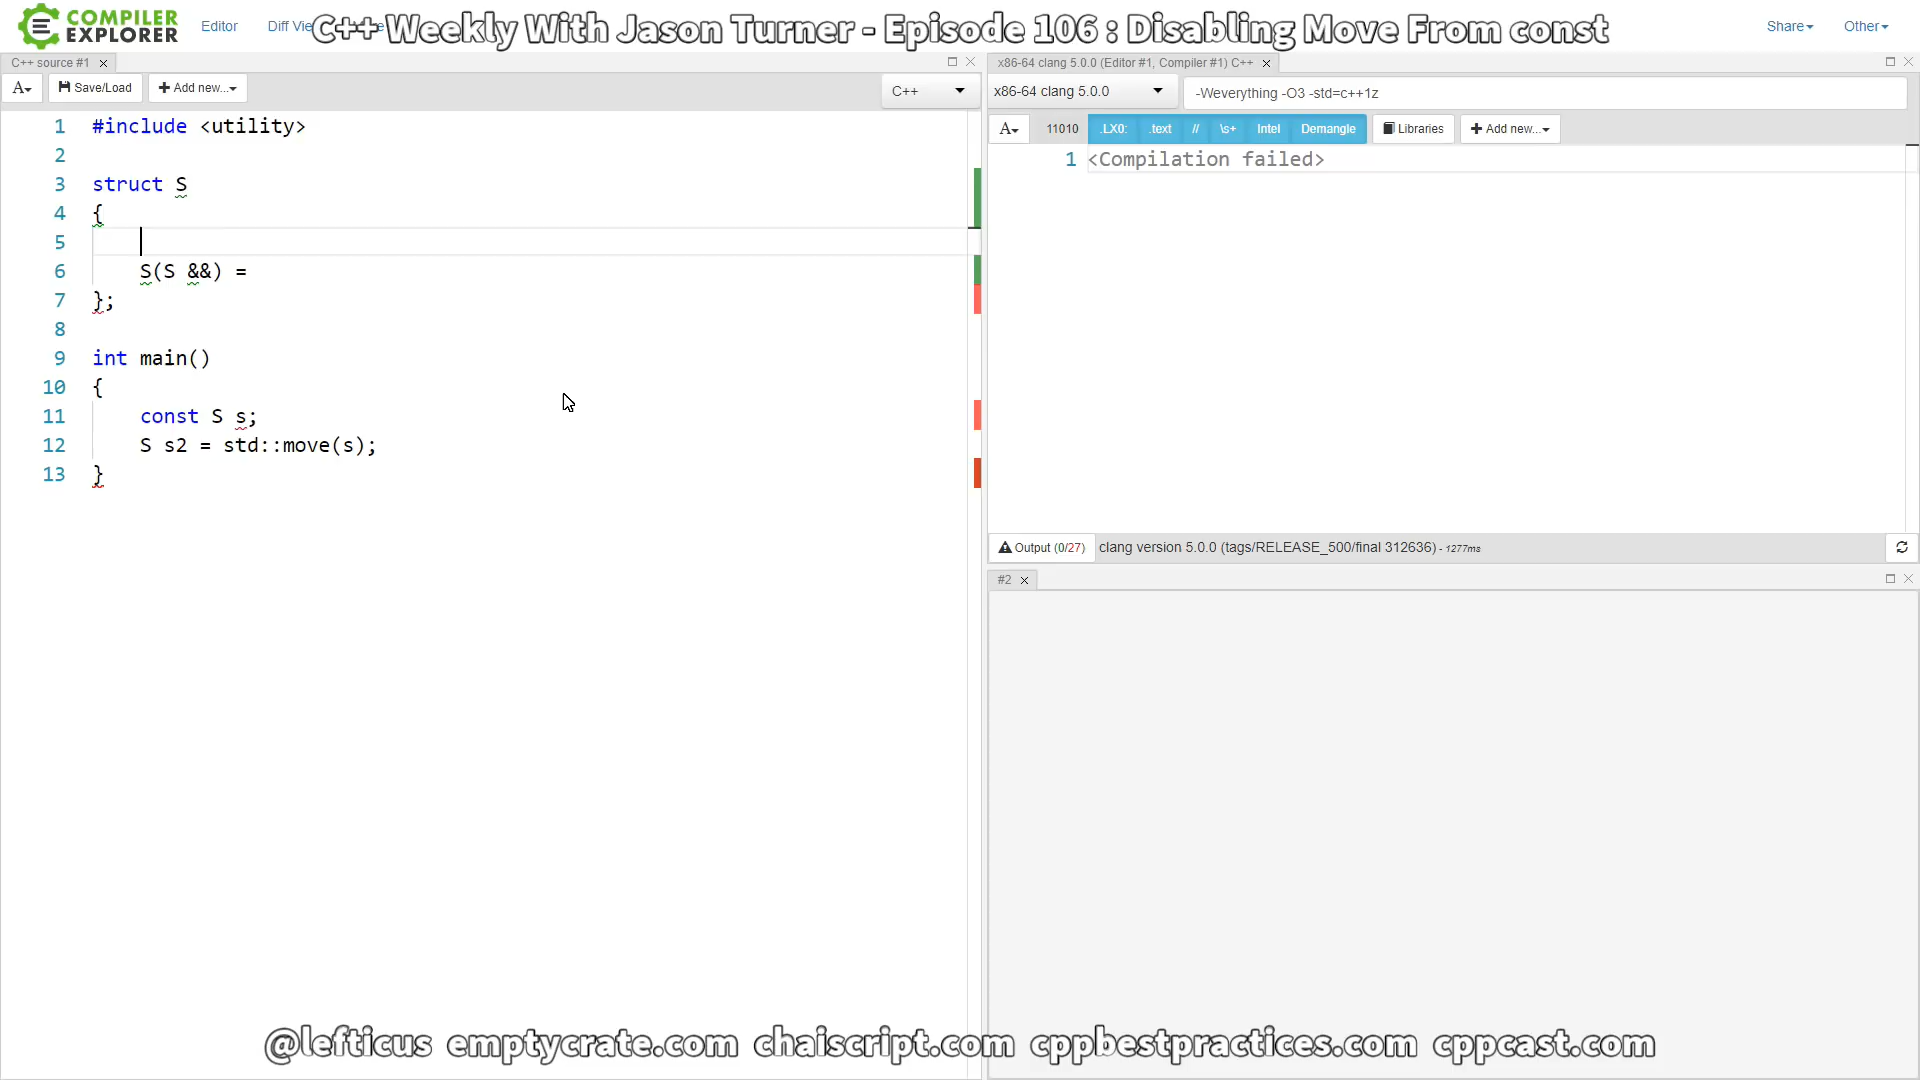 COMPILER EXPLORER
Editor
Diff Vie
C++ Weekly With Jason Turner - Episode 106 : Disabling Move From const
Share
Other
C++ source #1
A
Save/Load
Add new...
C++
1 #include <utility>
2
3 struct S
4 {
5
6 S(S &&) =
7 };
8
9 int main()
10 {
11 const S s;
12 S s2 = std::move(s);
13 }
x86-64 clang 5.0.0 (Editor #1, Compiler #1) C++
x86-64 clang 5.0.0
-Weverything -O3 -std=c++1z
A
11010
.LX0:
.text
//
\s+
Intel
Demangle
Libraries
Add new...
1 <Compilation failed>
Output (0/27)
clang version 5.0.0 (tags/RELEASE_500/final 312636) - 1277ms
#2
@lefticus emptycrate.com chaiscript.com cppbestpractices.com cppcast.com